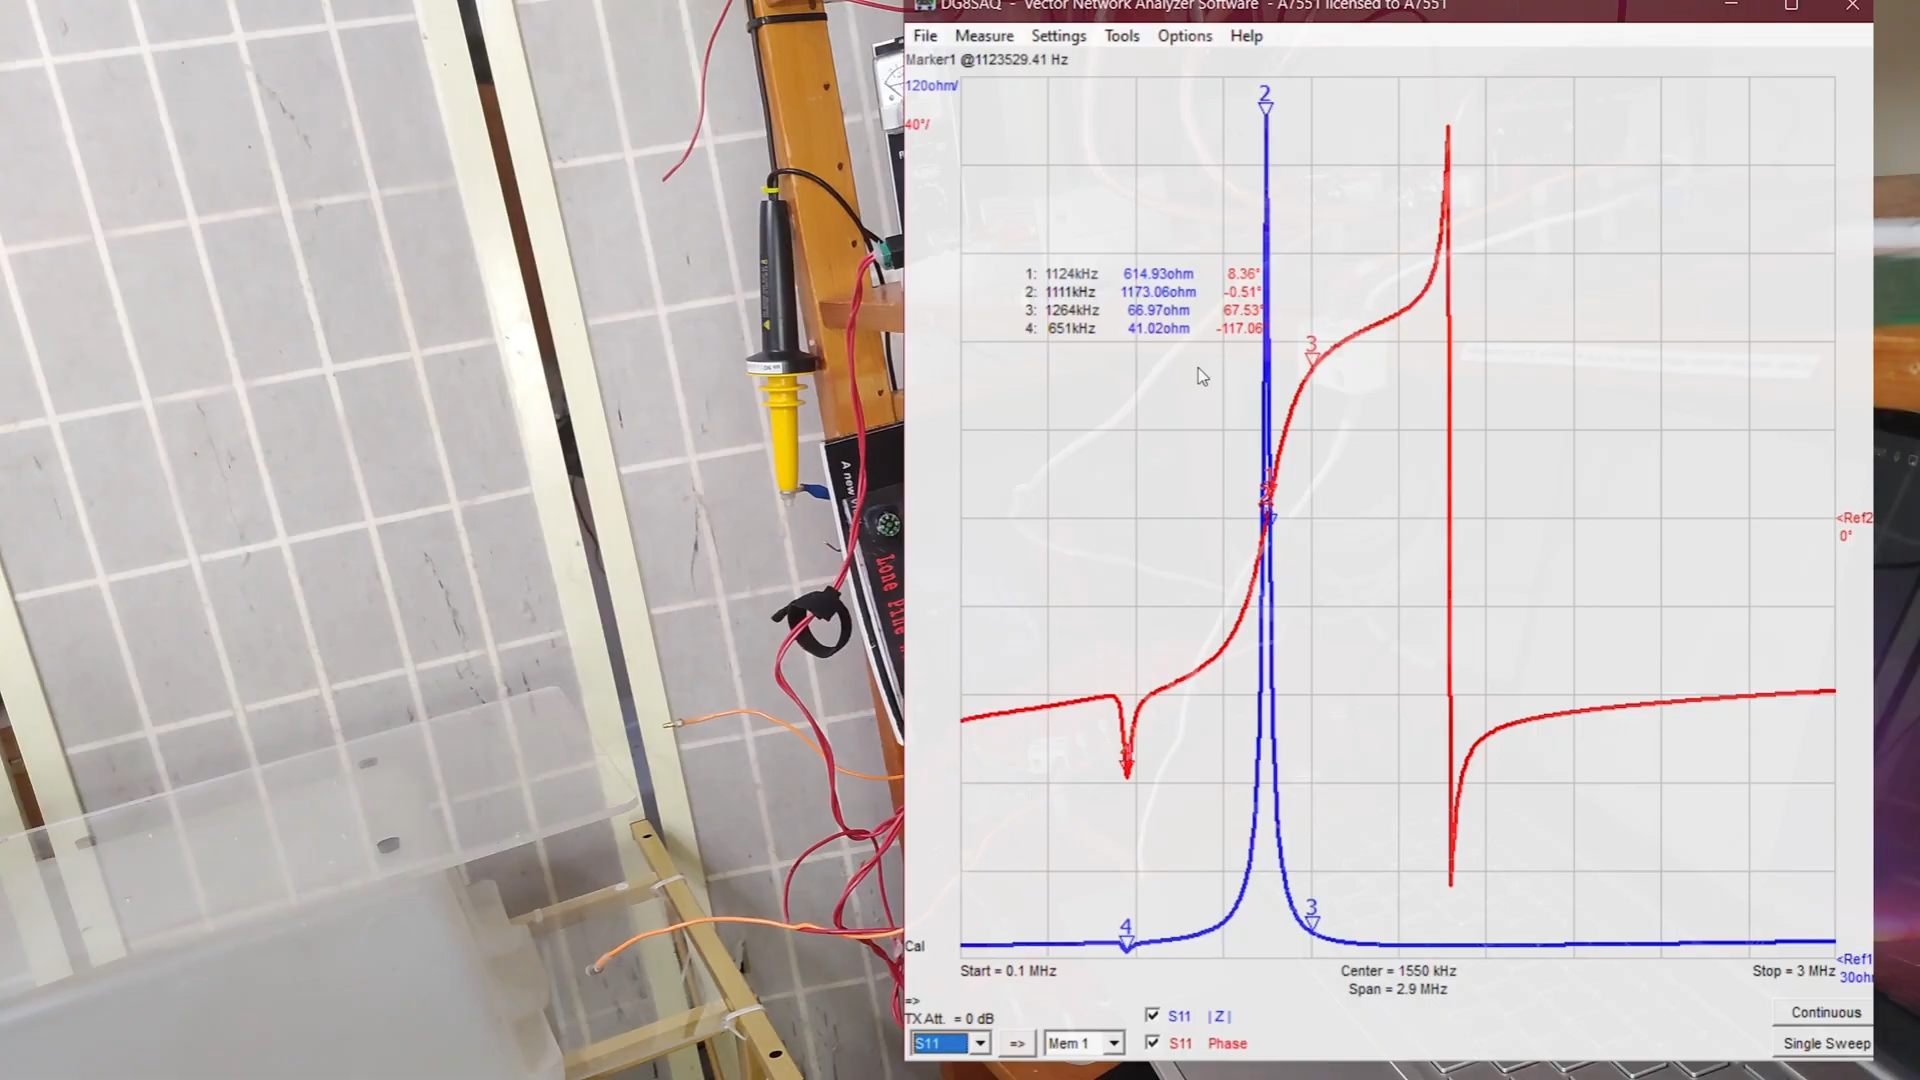 DG8SAQ - Vector Network Analyzer Software - A7551 licensed to A7551
File Measure Settings Tools Options Help
Marker1 @1123529.41 Hz
120ohm/
40°/
2
1: 1124kHz 614.93ohm 8.36°
2: 1111kHz 1173.06ohm -0.51°
3: 1264kHz 66.97ohm 67.53°
4: 651kHz 41.02ohm -117.06
3
<Ref2
0°
A new V
Lone Pine
4
3
Cal
<Ref1
30oh
Start = 0.1 MHz Center = 1550 kHz Stop = 3 MHz
Span = 2.9 MHz
=>
TX Att. = 0 dB
S11 |Z|
Continuous
S11 => Mem 1
S11 Phase
Single Sweep